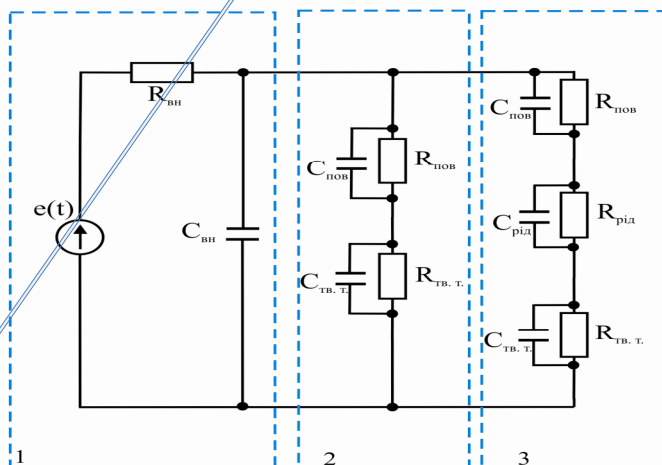 Rвн
e(t)
Cвн
Cпов
Rпов
Cтв. т.
Rтв. т.
Cпов
Rпов
Cрід
Rрід
Cтв. т.
Rтв. т.
1
2
3